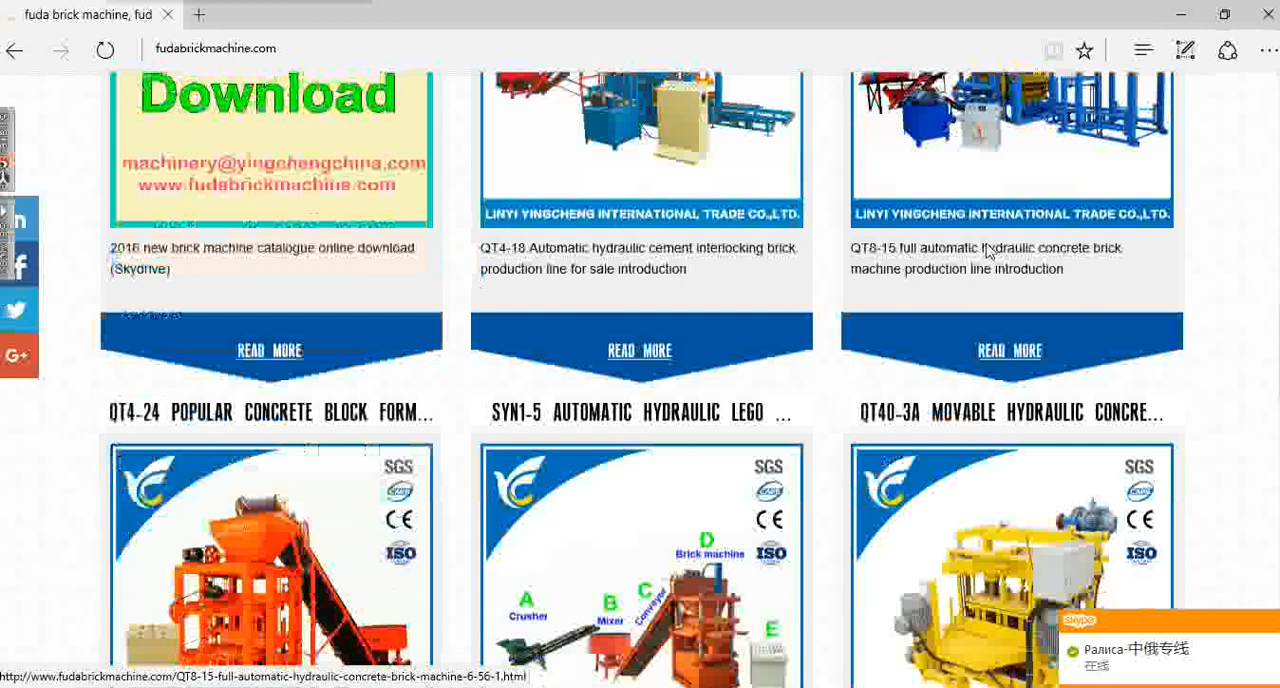 fuda brick machine, fud
fudabrickmachine.com
Download
machinery@yingchengchina.com
www.fudabrickmachine.com
LINYI YINGCHENG INTERNATIONAL TRADE CO.,LTD.
LINYI YINGCHENG INTERNATIONAL TRADE CO.,LTD.
2016 new brick machine catalogue online download
(Skydrive)
QT4-18 Automatic hydraulic cement interlocking brick
production line for sale introduction
QT8-15 full automatic hydraulic concrete brick
machine production line introduction
READ MORE
READ MORE
READ MORE
QT4-24 POPULAR CONCRETE BLOCK FORM...
SYN1-5 AUTOMATIC HYDRAULIC LEGO ...
QT40-3A MOVABLE HYDRAULIC CONCRE...
SGS
CE
ISO
SGS
CE
ISO
D
Brick machine
A
Crusher
B
Mixer
C
Conveyor
E
SGS
CE
ISO
in
f
G+
skype
Ралиса-中俄专线
在线
http://www.fudabrickmachine.com/QT8-15-full-automatic-hydraulic-concrete-brick-machine-6-56-1.html